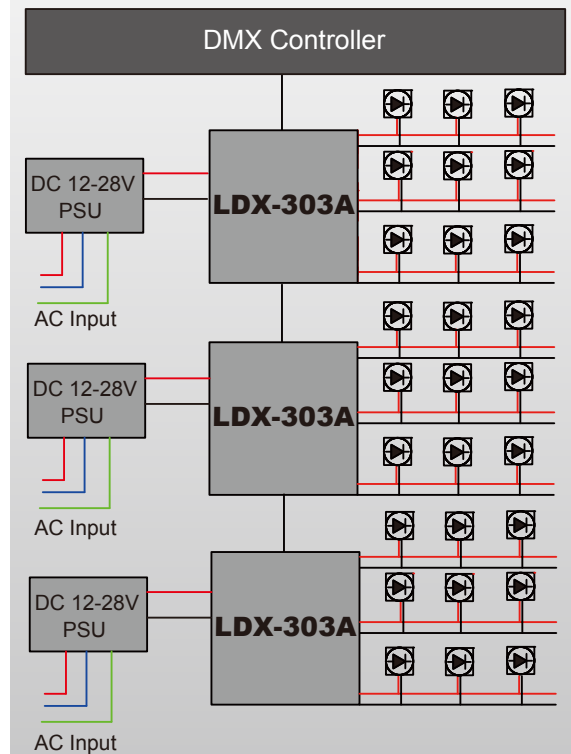 DMX Controller
DC 12-28V
PSU
LDX-303A
AC Input
DC 12-28V
PSU
LDX-303A
AC Input
DC 12-28V
PSU
LDX-303A
AC Input